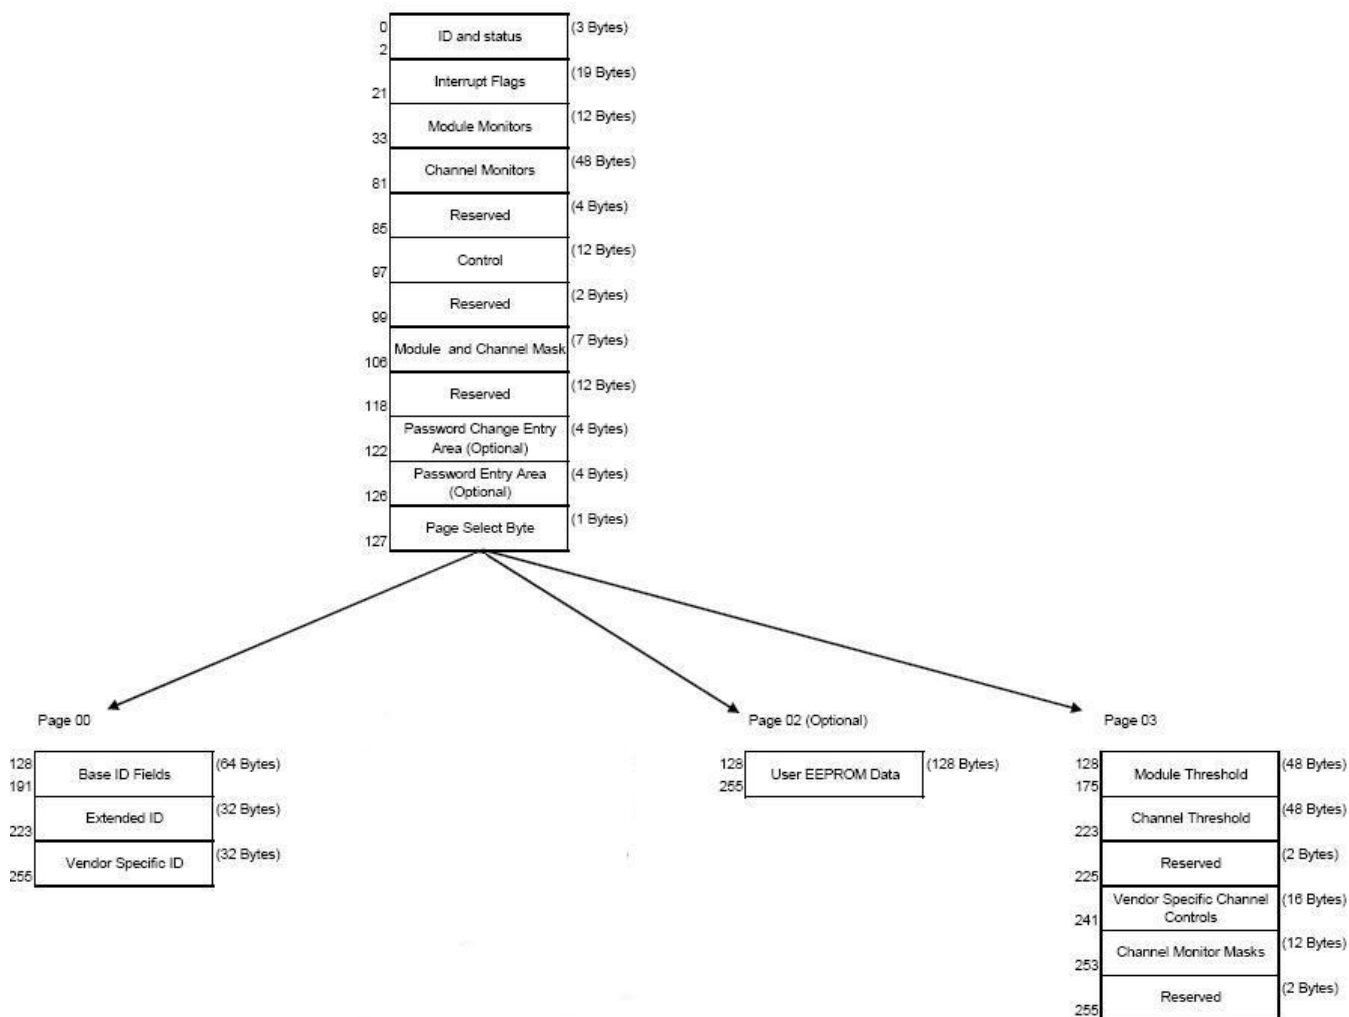 0
ID and status
(3 Bytes)
2
Interrupt Flags
(19 Bytes)
21
Module Monitors
(12 Bytes)
33
Channel Monitors
(48 Bytes)
81
Reserved
(4 Bytes)
85
Control
(12 Bytes)
97
Reserved
(2 Bytes)
99
Module and Channel Mask
(7 Bytes)
106
Reserved
(12 Bytes)
118
Password Change Entry
Area (Optional)
(4 Bytes)
122
Password Entry Area
(Optional)
(4 Bytes)
126
Page Select Byte
(1 Bytes)
127
Page 00
128
Base ID Fields
(64 Bytes)
191
Extended ID
(32 Bytes)
223
Vendor Specific ID
(32 Bytes)
255
Page 02 (Optional)
128
User EEPROM Data
(128 Bytes)
255
Page 03
128
Module Threshold
(48 Bytes)
175
Channel Threshold
(48 Bytes)
223
Reserved
(2 Bytes)
225
Vendor Specific Channel
Controls
(16 Bytes)
241
Channel Monitor Masks
(12 Bytes)
253
Reserved
(2 Bytes)
255